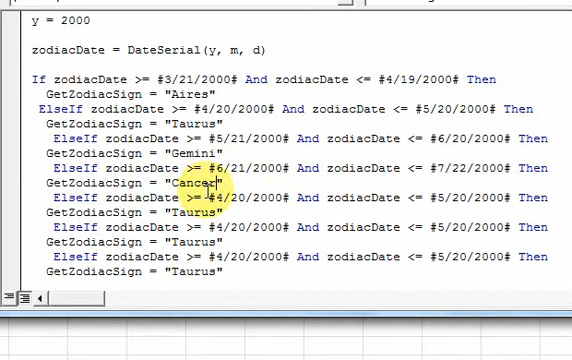 y = 2000
zodiacDate = DateSerial(y, m, d)
If zodiacDate >= #3/21/2000# And zodiacDate <= #4/19/2000# Then
GetZodiacSign = "Aires"
ElseIf zodiacDate >= #4/20/2000# And zodiacDate <= #5/20/2000# Then
GetZodiacSign = "Taurus"
ElseIf zodiacDate >= #5/21/2000# And zodiacDate <= #6/20/2000# Then
GetZodiacSign = "Gemini"
ElseIf zodiacDate >= #6/21/2000# And zodiacDate <= #7/22/2000# Then
GetZodiacSign = "Cancer"
ElseIf zodiacDate >= #4/20/2000# And zodiacDate <= #5/20/2000# Then
GetZodiacSign = "Taurus"
ElseIf zodiacDate >= #4/20/2000# And zodiacDate <= #5/20/2000# Then
GetZodiacSign = "Taurus"
ElseIf zodiacDate >= #4/20/2000# And zodiacDate <= #5/20/2000# Then
GetZodiacSign = "Taurus"